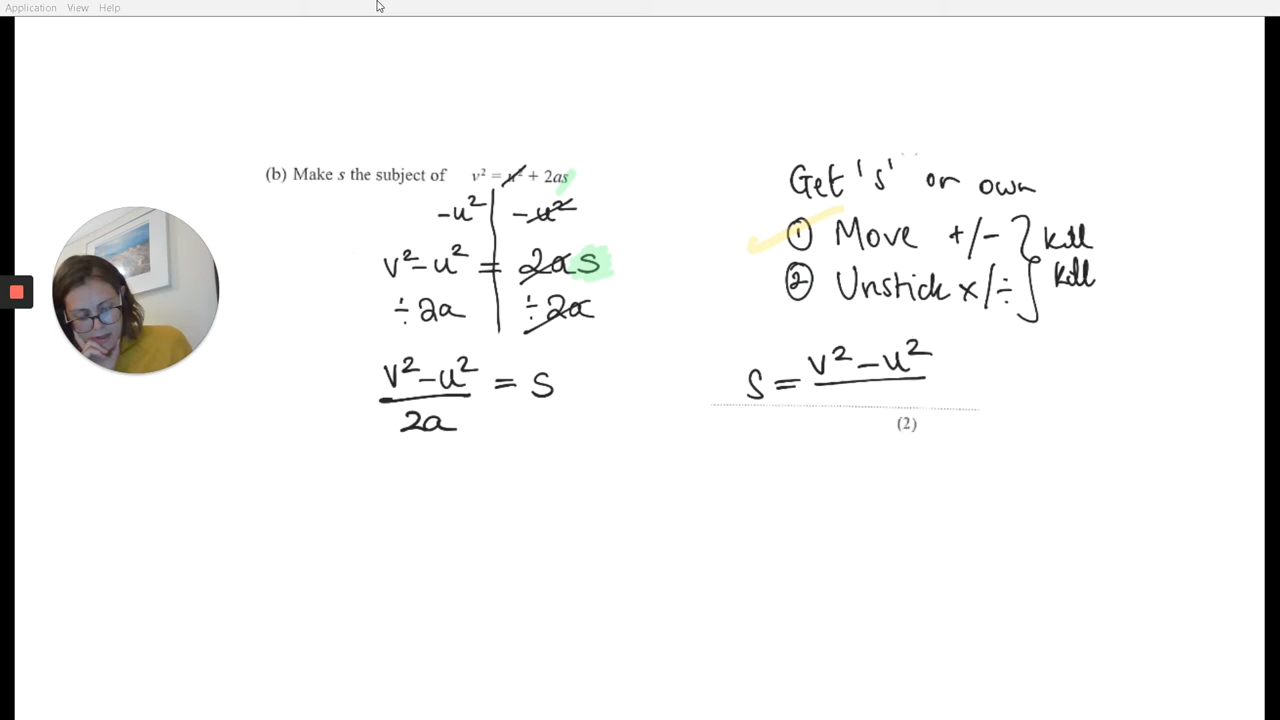 Application View Help
(b) Make s the subject of v² = u² + 2as
-u² -u²
v²-u² = 2as
÷2a ÷2a
v²-u² = s
2a
Get 's' on own
① Move +/- } kill
② Unstick ×/÷ } kill
s = v²-u²
(2)